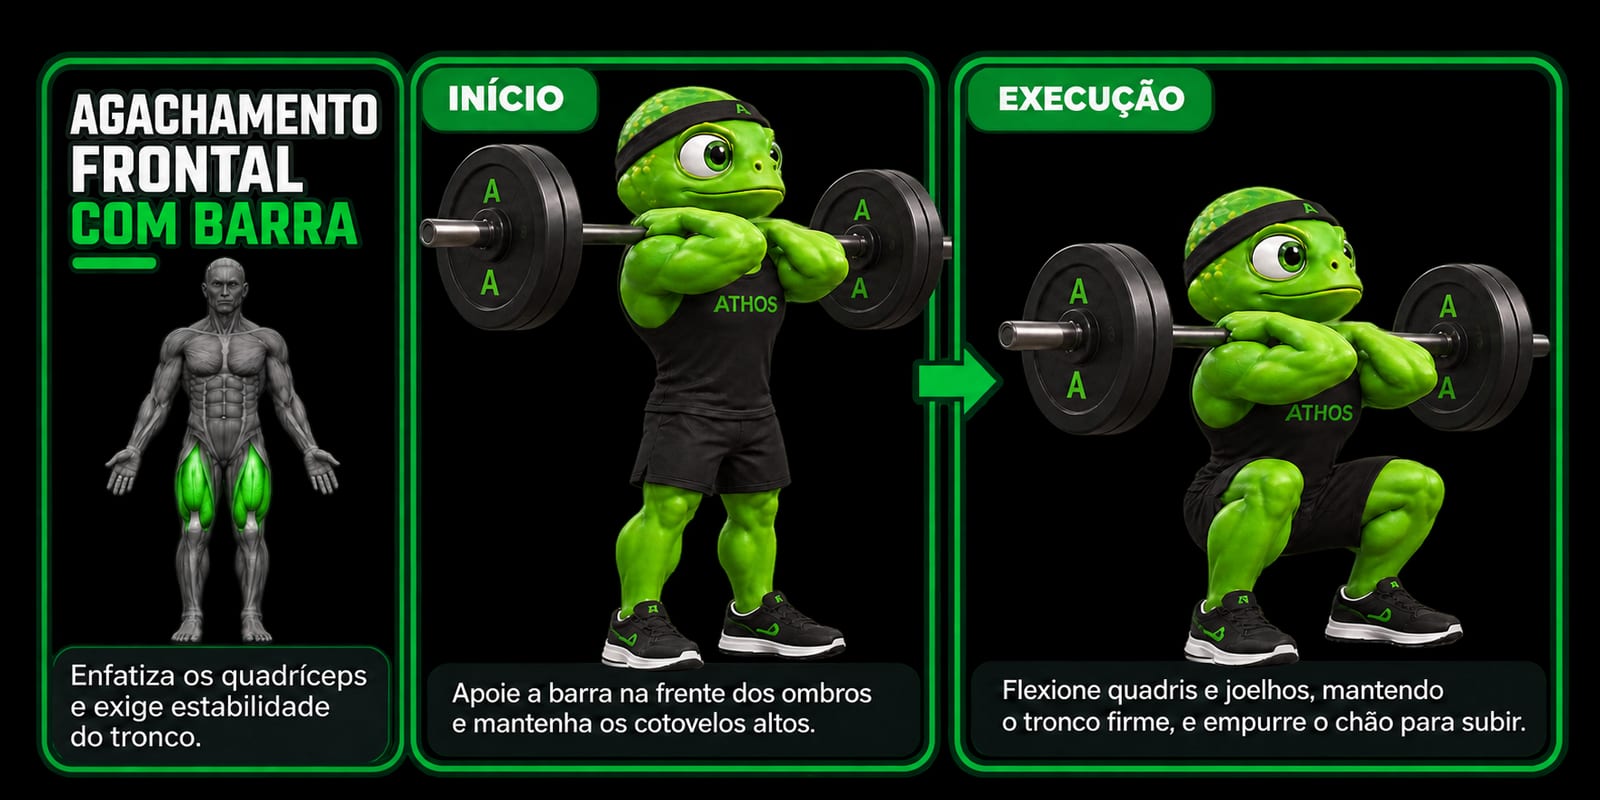 AGACHAMENTO
FRONTAL
COM BARRA
Enfatiza os quadríceps
e exige estabilidade
do tronco.
INÍCIO
A
A
A
A
A
ATHOS
Apoie a barra na frente dos ombros
e mantenha os cotovelos altos.
EXECUÇÃO
A
A
A
A
A
ATHOS
Flexione quadris e joelhos, mantendo
o tronco firme, e empurre o chão para subir.